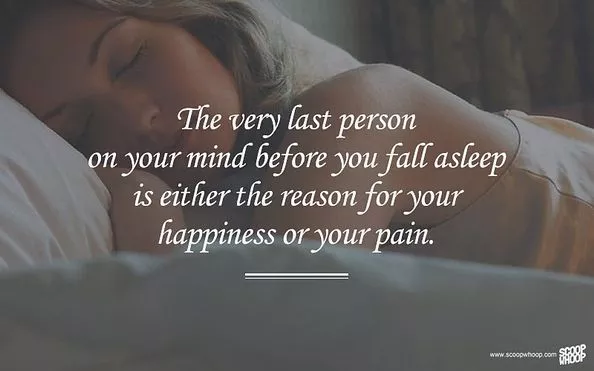 The very last person
on your mind before you fall asleep
is either the reason for your
happiness or your pain.
www.scoopwhoop.com
SCOOP
WHOOP